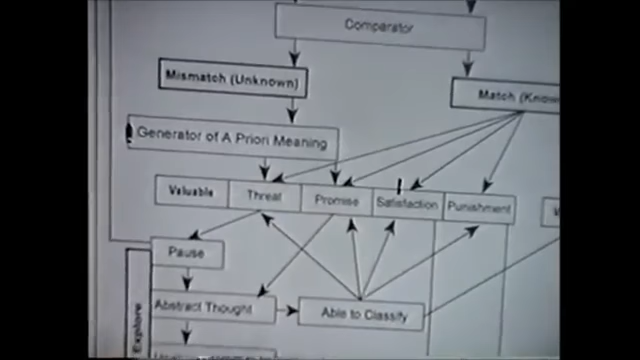 Comparator
Mismatch (Unknown)
Match (Know
Generator of A Priori Meaning
Valuable
Threat
Promise
Satisfaction
Punishment
Pause
Abstract Thought
Able to Classify
Explore